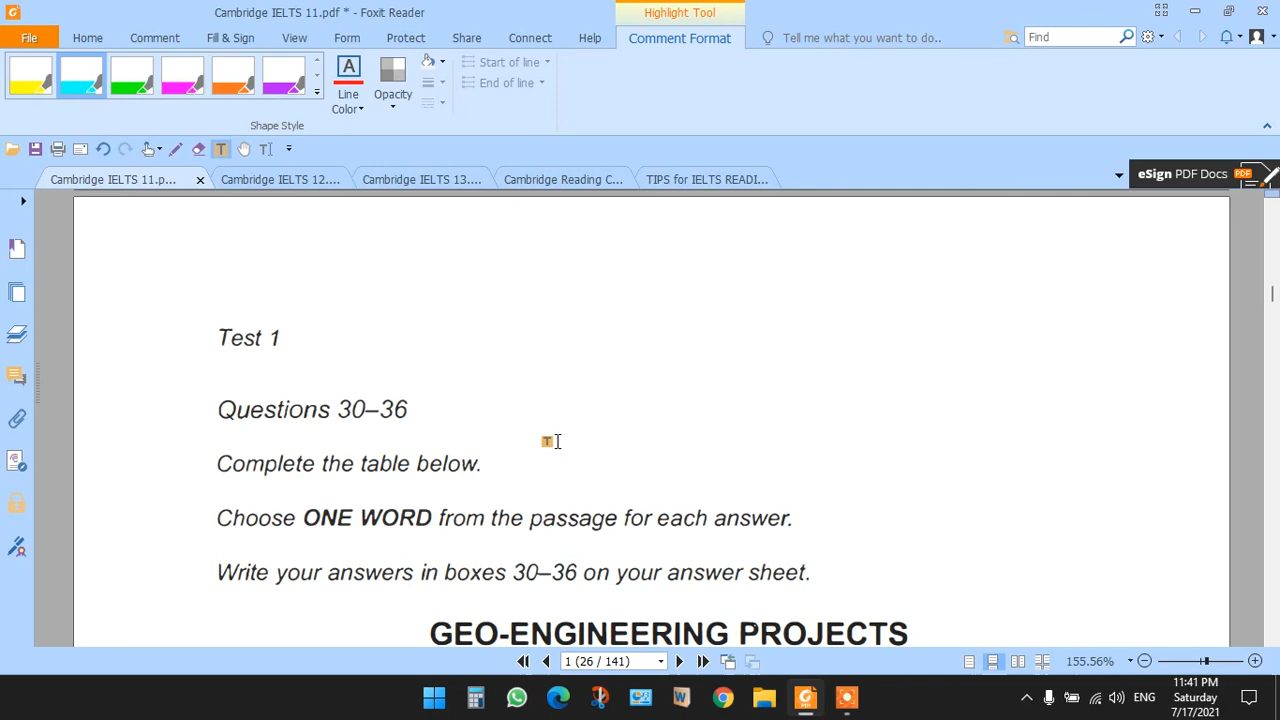 Cambridge IELTS 11.pdf * - Foxit Reader
Highlight Tool
File
Home
Comment
Fill & Sign
View
Form
Protect
Share
Connect
Help
Comment Format
Tell me what you want to do..
Find
Line
Color
Opacity
Start of line
End of line
Shape Style
Cambridge IELTS 11.p...
Cambridge IELTS 12....
Cambridge IELTS 13....
Cambridge Reading C...
TIPS for IELTS READI...
eSign PDF Docs
PDF
Test 1
Questions 30–36
Complete the table below.
Choose ONE WORD from the passage for each answer.
Write your answers in boxes 30–36 on your answer sheet.
GEO-ENGINEERING PROJECTS
1 (26 / 141)
155.56%
ENG
11:41 PM
Saturday
7/17/2021